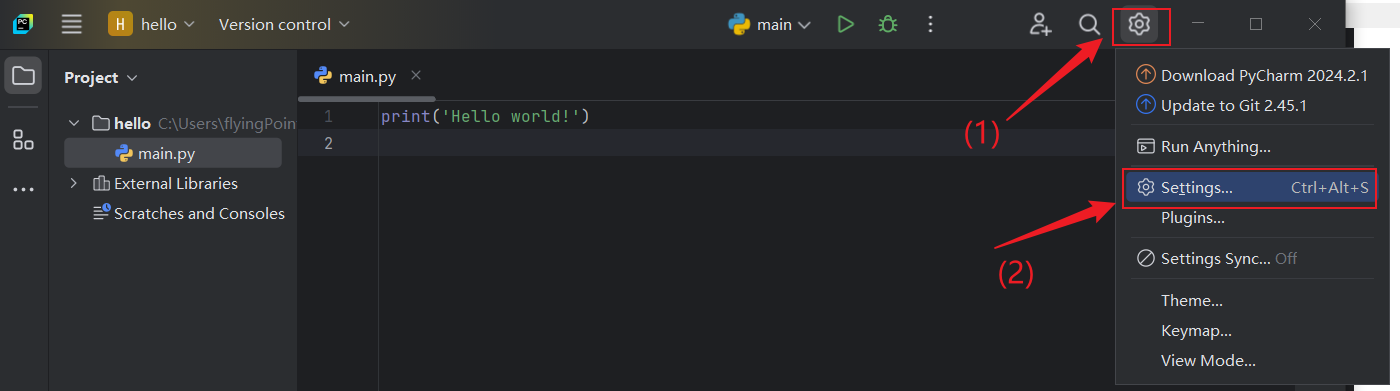 PC
H hello Version control main
Project
main.py
hello C:\Users\flyingPoin
main.py
External Libraries
Scratches and Consoles
1 print('Hello world!')
2
(1)
(2)
Download PyCharm 2024.2.1
Update to Git 2.45.1
Run Anything...
Settings... Ctrl+Alt+S
Plugins...
Settings Sync... Off
Theme...
Keymap...
View Mode...